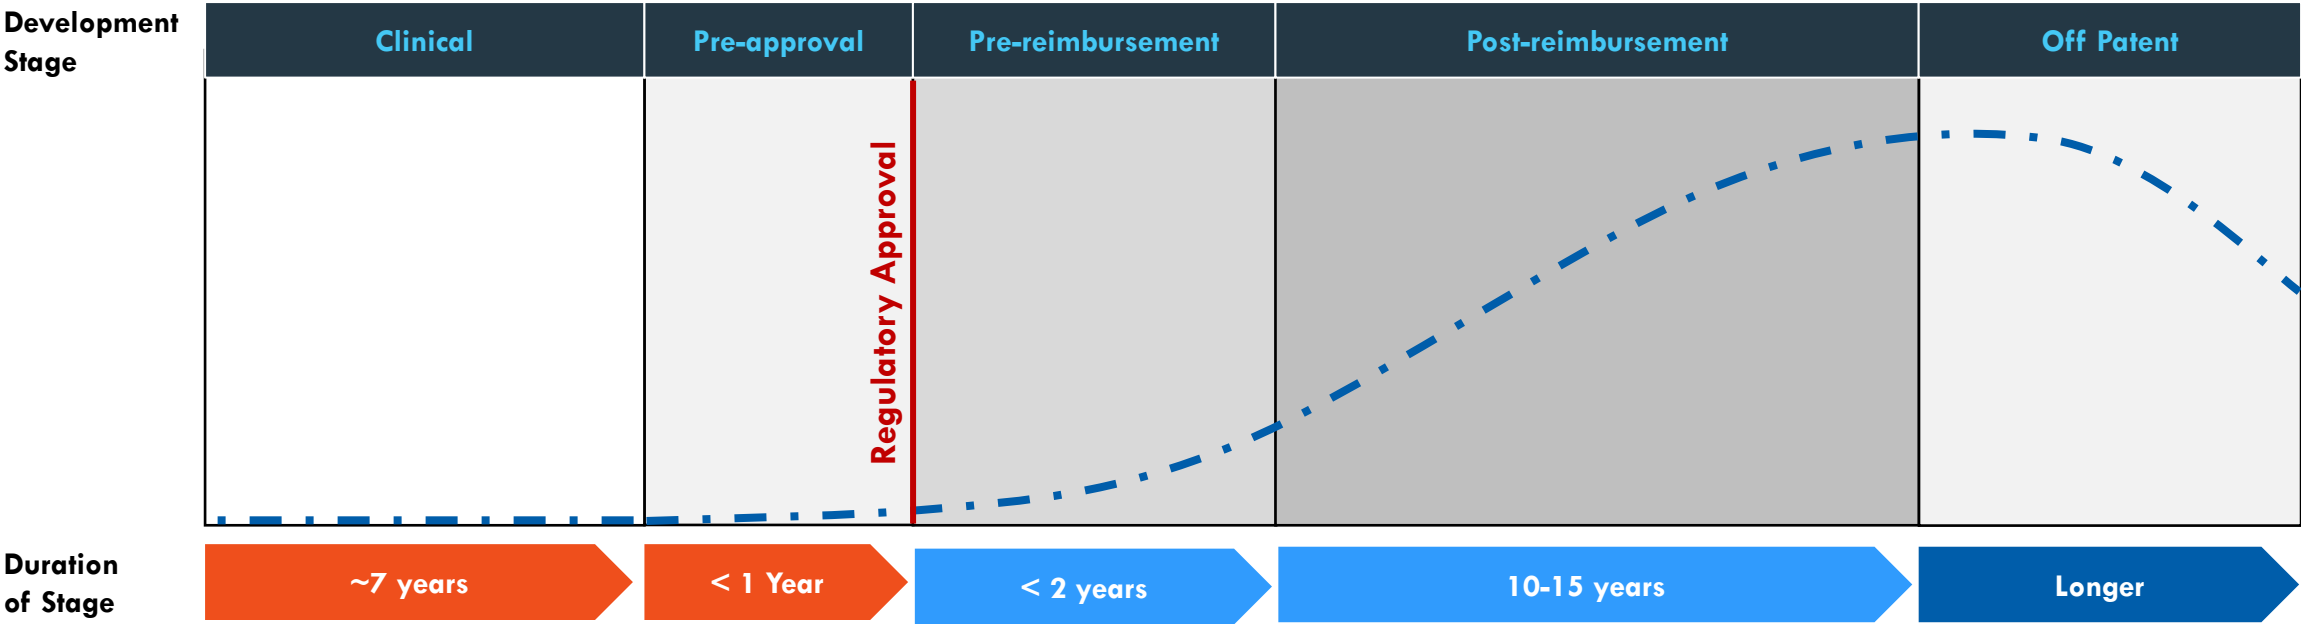 Development
Stage
Clinical
Pre-approval
Pre-reimbursement
Post-reimbursement
Off Patent
Regulatory Approval
Duration
of Stage
~7 years
< 1 Year
< 2 years
10-15 years
Longer